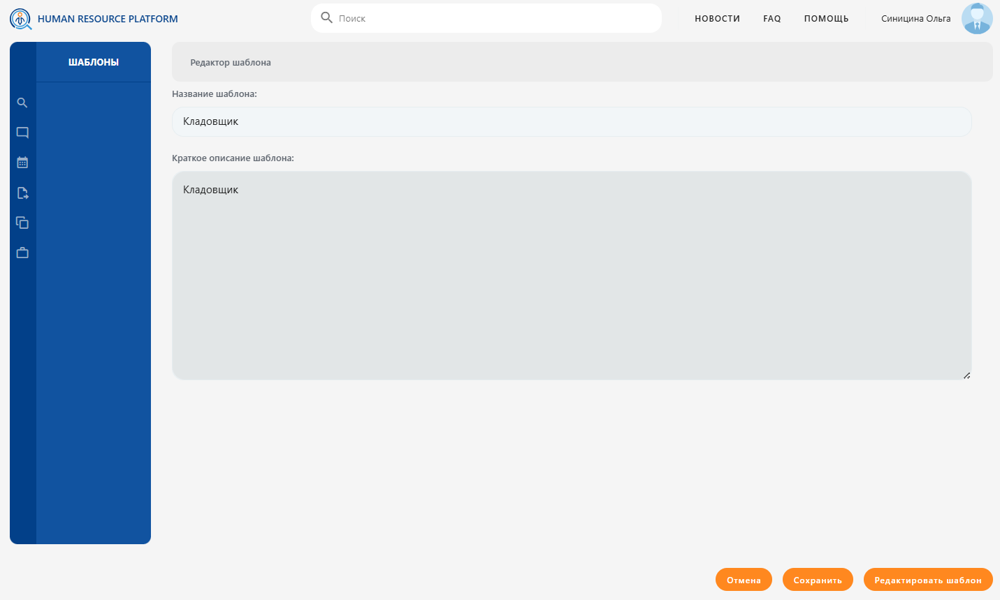 HUMAN RESOURCE PLATFORM
Поиск
НОВОСТИ
FAQ
ПОМОЩЬ
Синицина Ольга
ШАБЛОНЫ
Редактор шаблона
Название шаблона:
Кладовщик
Краткое описание шаблона:
Кладовщик
Отмена
Сохранить
Редактировать шаблон